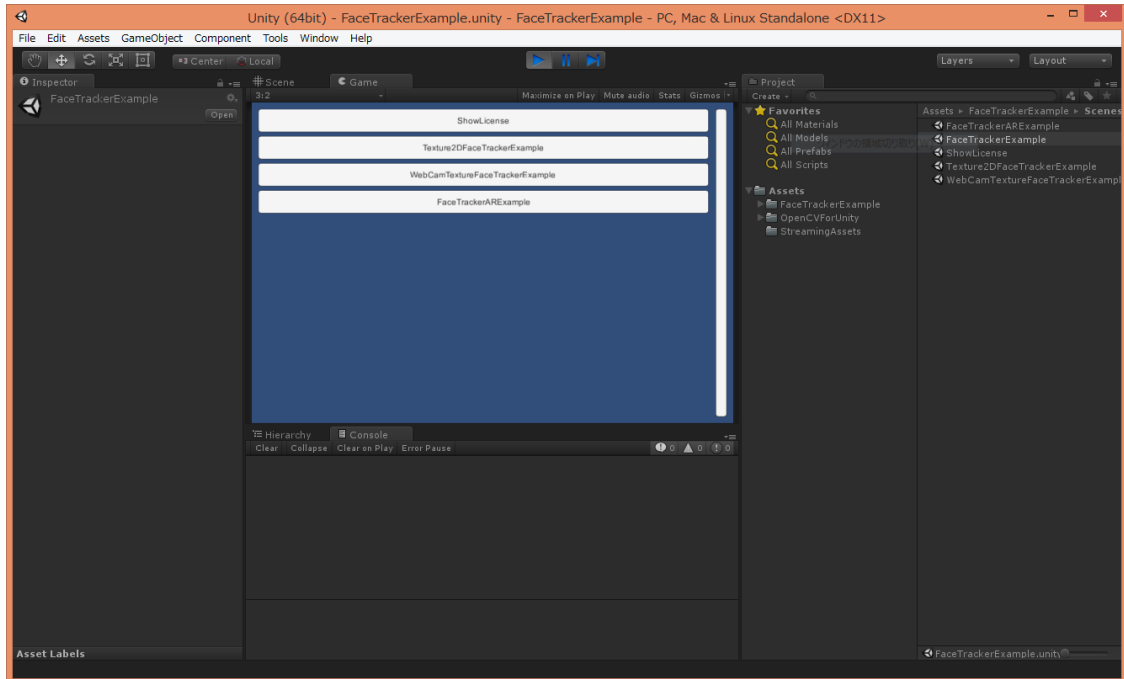 Unity (64bit) - FaceTrackerExample.unity - FaceTrackerExample - PC, Mac & Linux Standalone <DX11>
File Edit Assets GameObject Component Tools Window Help
Center Local
Layers Layout
Inspector
FaceTrackerExample
Open
Scene Game
3:2 Maximize on Play Mute audio Stats Gizmos
ShowLicense
Texture2DFaceTrackerExample
WebCamTextureFaceTrackerExample
FaceTrackerARExample
Hierarchy Console
Clear Collapse Clear on Play Error Pause 0 0 0
Project
Create
Favorites
All Materials
All Models
All Prefabs
All Scripts
Assets
FaceTrackerExample
OpenCVForUnity
StreamingAssets
Assets FaceTrackerExample Scenes
FaceTrackerARExample
FaceTrackerExample
ShowLicense
Texture2DFaceTrackerExample
WebCamTextureFaceTrackerExampl
FaceTrackerExample.unity
Asset Labels